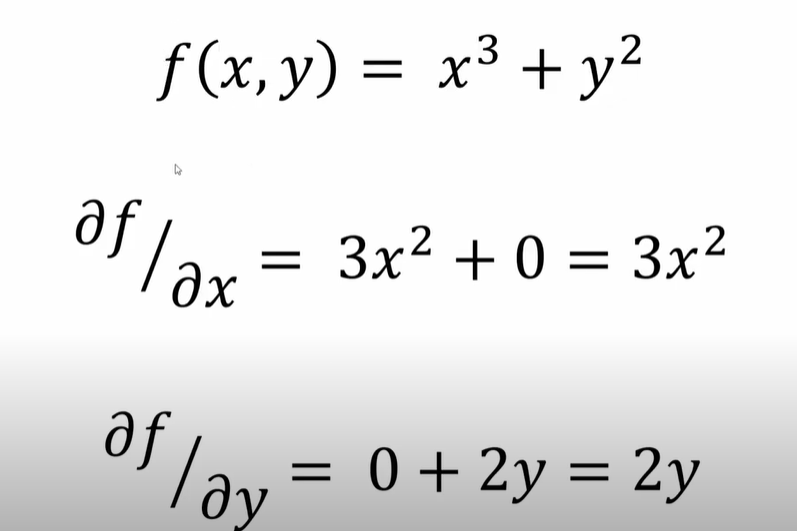 f(x, y) = x³ + y²
∂f/∂x = 3x² + 0 = 3x²
∂f/∂y = 0 + 2y = 2y